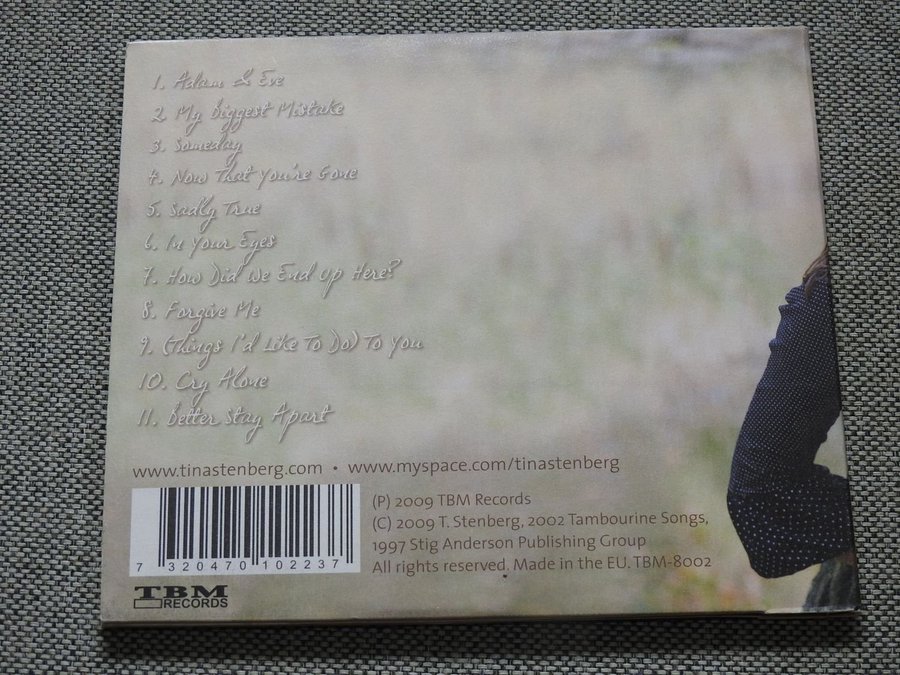 1. Adam & Eve
2. My Biggest Mistake
3. Someday
4. Now That You're Gone
5. Sadly True
6. In Your Eyes
7. How Did We End Up Here?
8. Forgive Me
9. (Things I'd Like To Do) To You
10. Cry Alone
11. Better Stay Apart
www.tinastenberg.com • www.myspace.com/tinastenberg
(P) 2009 TBM Records
(C) 2009 T. Stenberg, 2002 Tambourine Songs,
1997 Stig Anderson Publishing Group
All rights reserved. Made in the EU. TBM-8002
7 320470 102237
TBM
RECORDS